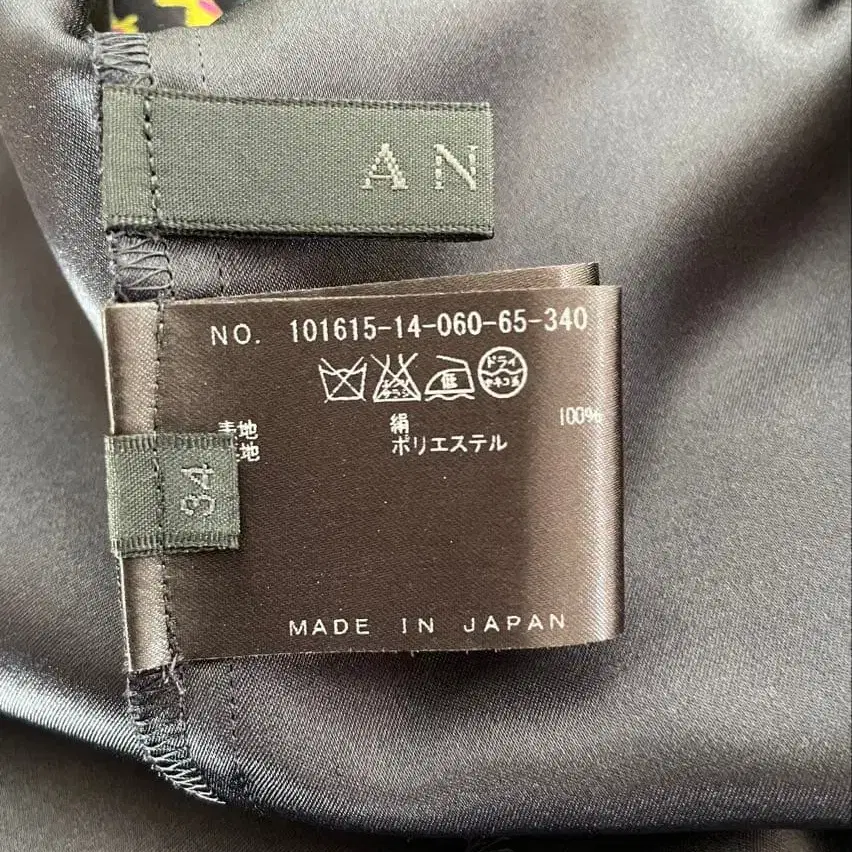 AN
NO. 101615-14-060-65-340
低
ドライ
表地 絹 100%
地 ポリエステル
34
MADE IN JAPAN